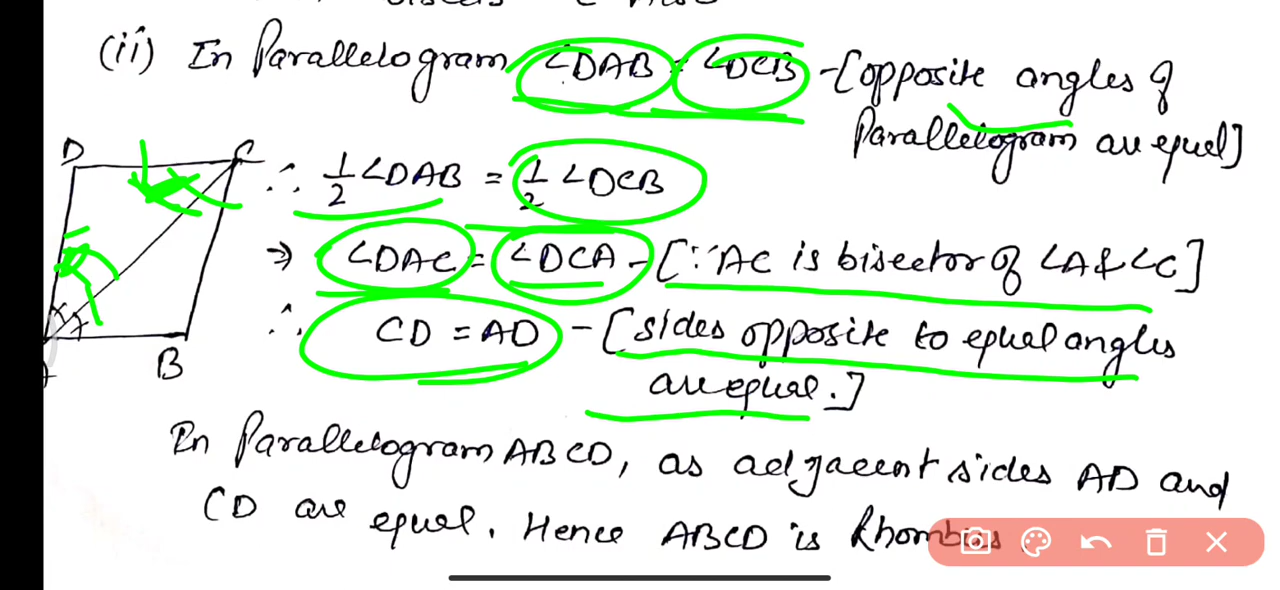 (ii) In Parallelogram ∠DAB = ∠DCB - [opposite angles of
Parallelogram are equal]
D C
∴ 1/2 ∠DAB = 1/2 ∠DCB
⇒ ∠DAC = ∠DCA - [∵ AC is bisector of ∠A & ∠C]
∴ CD = AD - [sides opposite to equal angles
B
are equal.]
In Parallelogram ABCD, as adjacent sides AD and
CD are equal. Hence ABCD is Rhombus